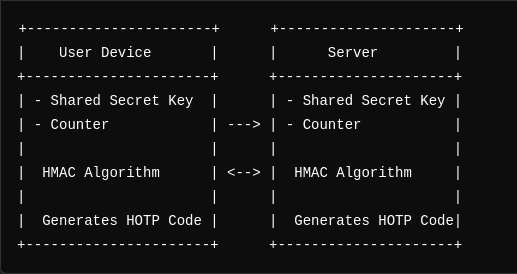 +----------------------+      +---------------------+
|    User Device       |      |      Server         |
+----------------------+      +---------------------+
| - Shared Secret Key  |      | - Shared Secret Key |
| - Counter            | ---> | - Counter           |
|                      |      |                     |
|  HMAC Algorithm      | <--> |  HMAC Algorithm     |
|                      |      |                     |
|  Generates HOTP Code |      |  Generates HOTP Code|
+----------------------+      +---------------------+